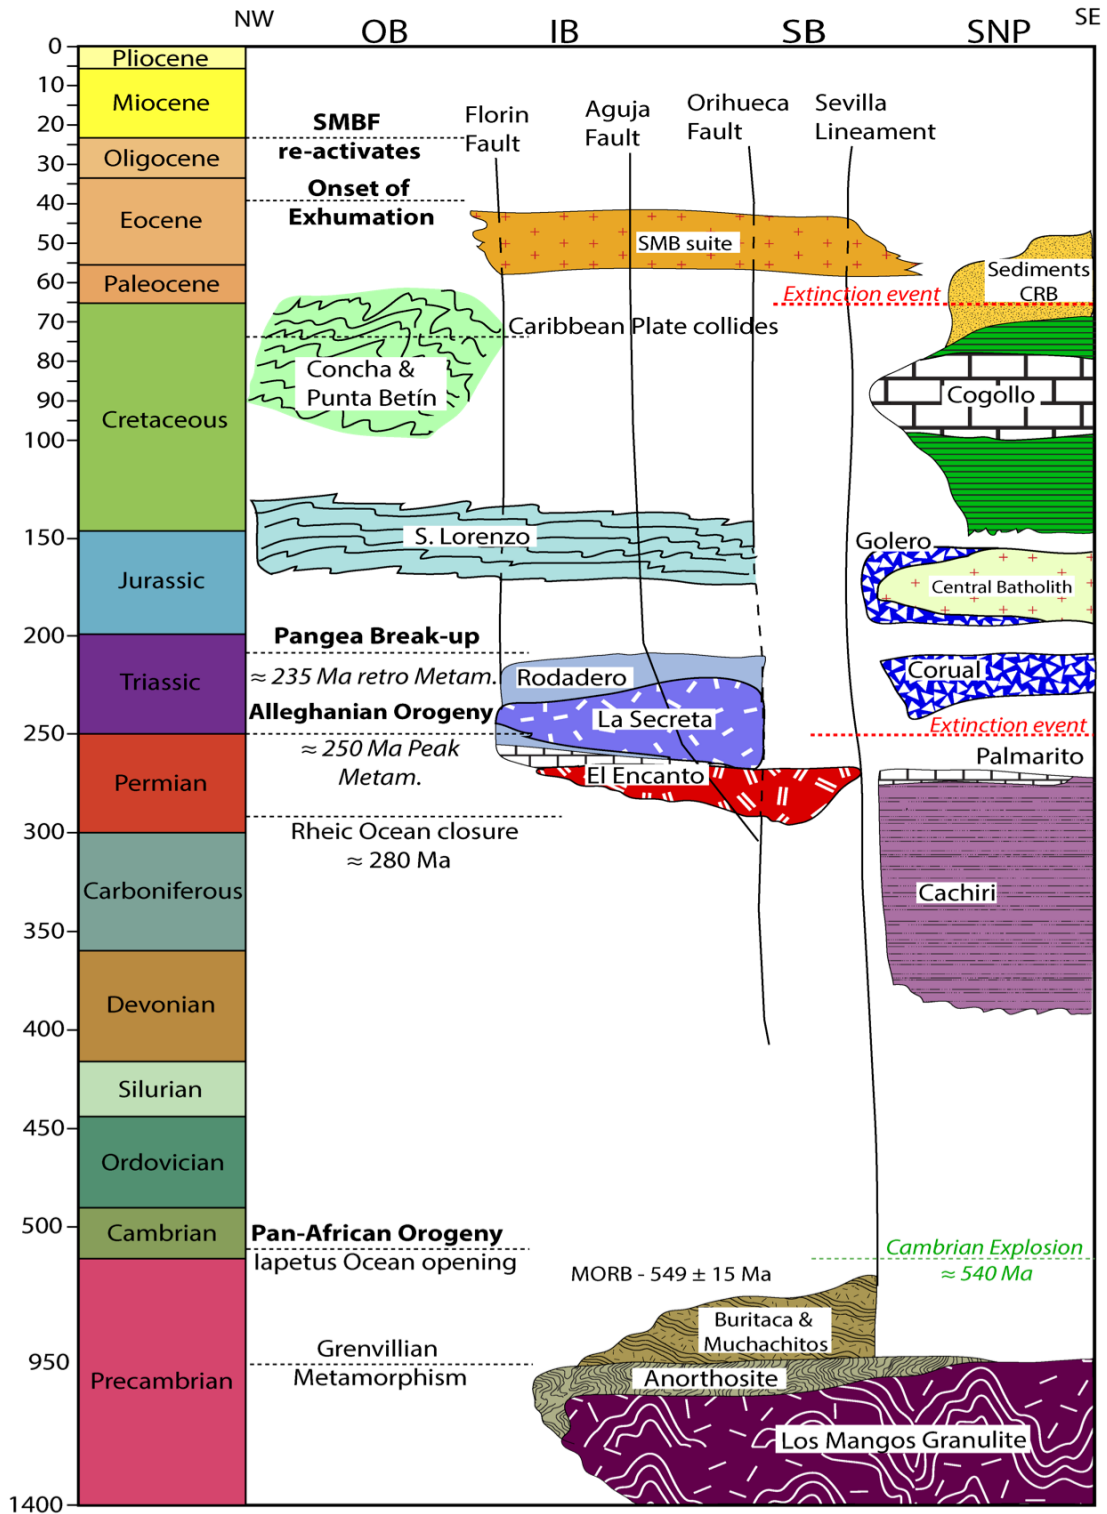 NW
SE
OB
IB
SB
SNP
0
10
20
30
40
50
60
70
80
90
100
150
200
250
300
350
400
450
500
950
1400
Pliocene
Miocene
Oligocene
Eocene
Paleocene
Cretaceous
Jurassic
Triassic
Permian
Carboniferous
Devonian
Silurian
Ordovician
Cambrian
Precambrian
SMBF
re-activates
Onset of
Exhumation
Florin
Fault
Aguja
Fault
Orihueca
Fault
Sevilla
Lineament
SMB suite
Sediments
CRB
Extinction event
Caribbean Plate collides
Concha &
Punta Betín
Cogollo
S. Lorenzo
Golero
Central Batholith
Pangea Break-up
≈ 235 Ma retro Metam.
Rodadero
Corual
Alleghanian Orogeny
La Secreta
Extinction event
≈ 250 Ma Peak
Metam.
El Encanto
Palmarito
Rheic Ocean closure
≈ 280 Ma
Cachiri
Pan-African Orogeny
Iapetus Ocean opening
Cambrian Explosion
≈ 540 Ma
MORB - 549 ± 15 Ma
Buritaca &
Muchachitos
Grenvillian
Metamorphism
Anorthosite
Los Mangos Granulite